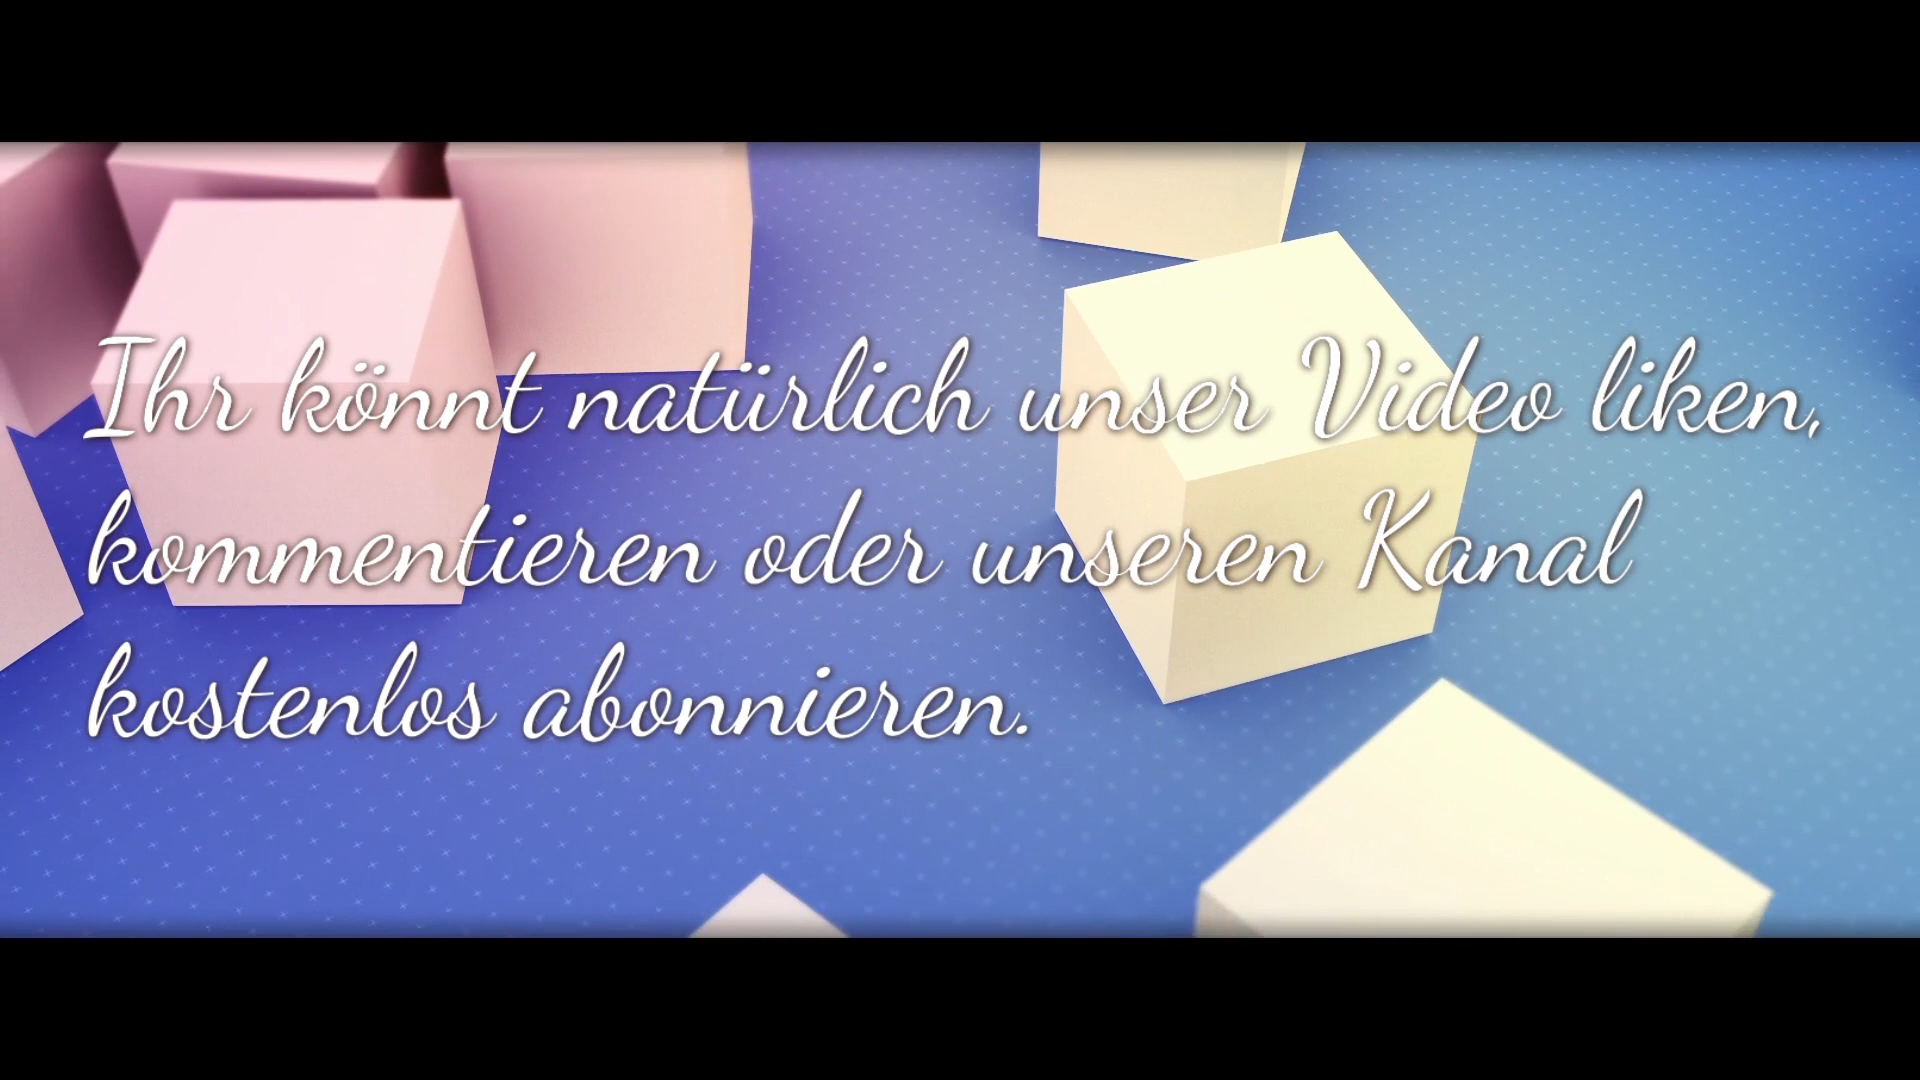 Ihr könnt natürlich unser Video liken,
kommentieren oder unseren Kanal
kostenlos abonnieren.